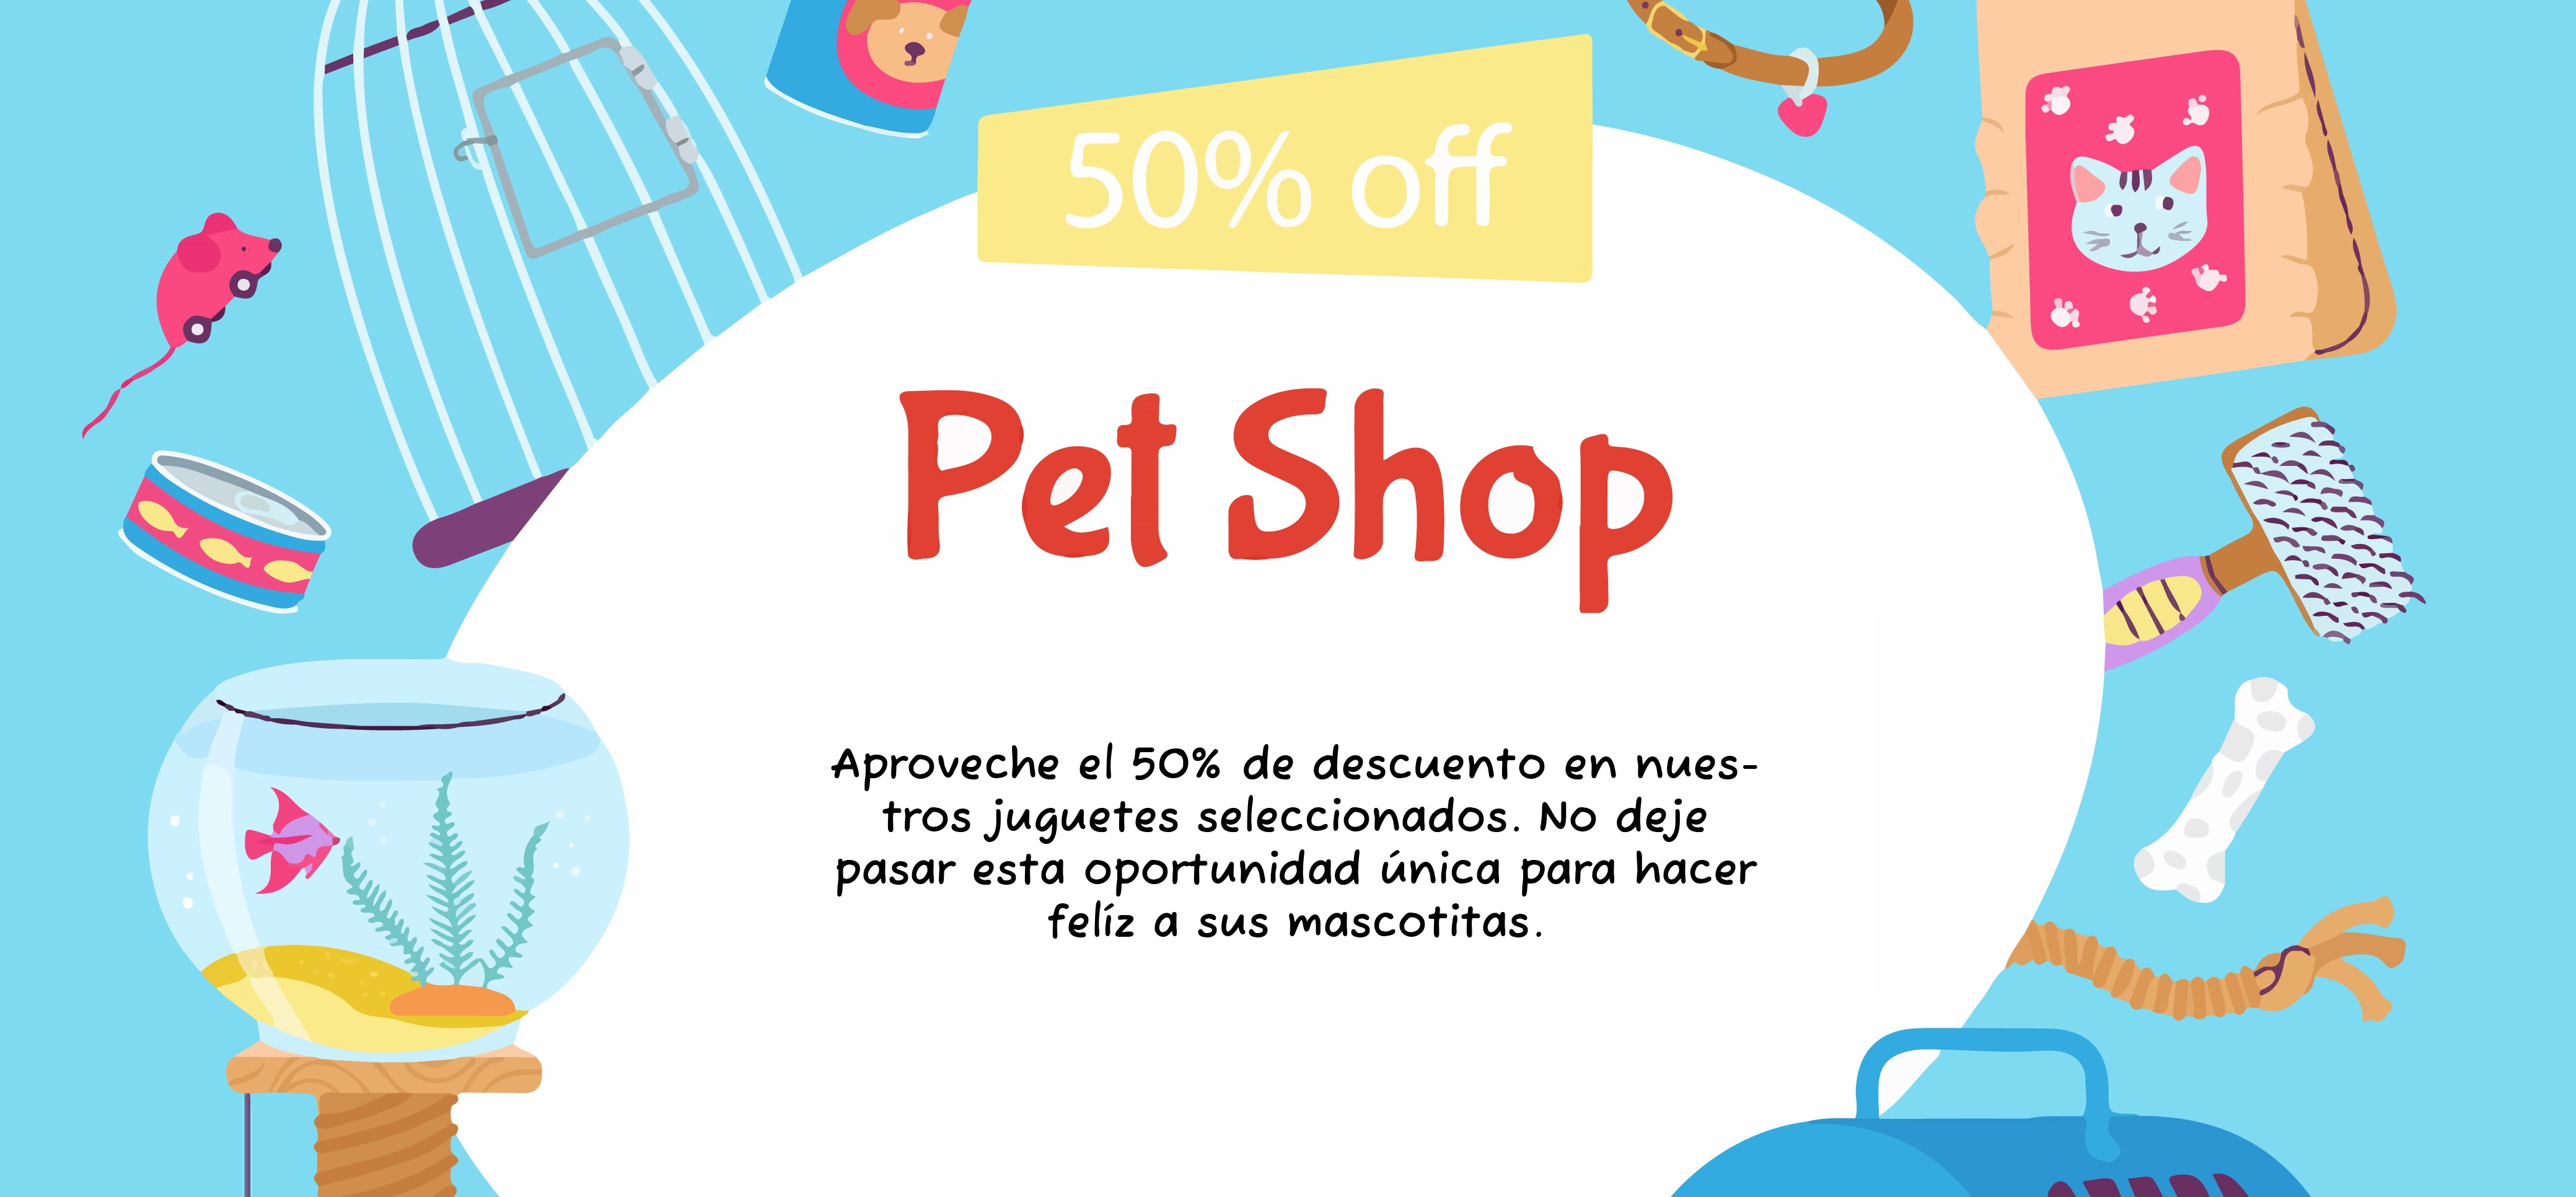 50% off
Pet Shop
Aproveche el 50% de descuento en nues-
tros juguetes seleccionados. No deje
pasar esta oportunidad única para hacer
felíz a sus mascotitas.